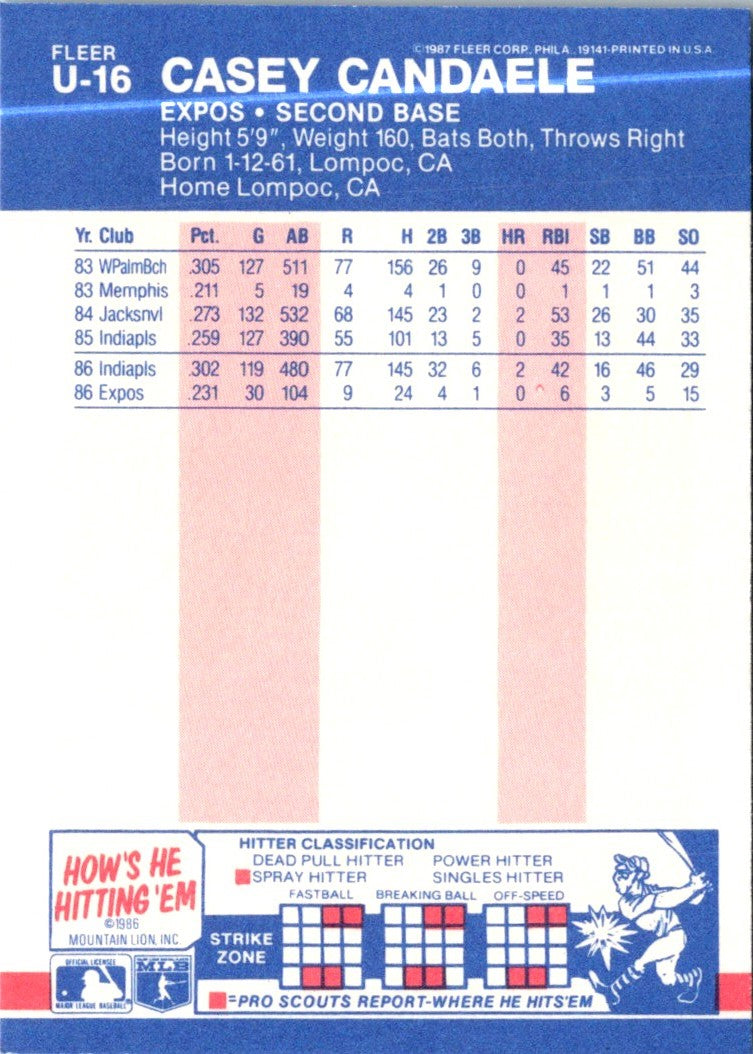 FLEER
©1987 FLEER CORP. PHILA. 19141-PRINTED IN U.S.A.
U-16 CASEY CANDAELE
EXPOS • SECOND BASE
Height 5'9", Weight 160, Bats Both, Throws Right
Born 1-12-61, Lompoc, CA
Home Lompoc, CA
Yr. Club Pct. G AB R H 2B 3B HR RBI SB BB SO
83 WPalmBch .305 127 511 77 156 26 9 0 45 22 51 44
83 Memphis .211 5 19 4 4 1 0 0 1 1 1 3
84 Jacksnvl .273 132 532 68 145 23 2 2 53 26 30 35
85 Indiapls .259 127 390 55 101 13 5 0 35 13 44 33
86 Indiapls .302 119 480 77 145 32 6 2 42 16 46 29
86 Expos .231 30 104 9 24 4 1 0 6 3 5 15
HOW'S HE
HITTING 'EM
©1986
MOUNTAIN LION, INC
HITTER CLASSIFICATION
DEAD PULL HITTER POWER HITTER
SPRAY HITTER SINGLES HITTER
FASTBALL BREAKING BALL OFF-SPEED
STRIKE
ZONE
OFFICIAL LICENSEE
MAJOR LEAGUE BASEBALL
MLB
=PRO SCOUTS REPORT-WHERE HE HITS'EM